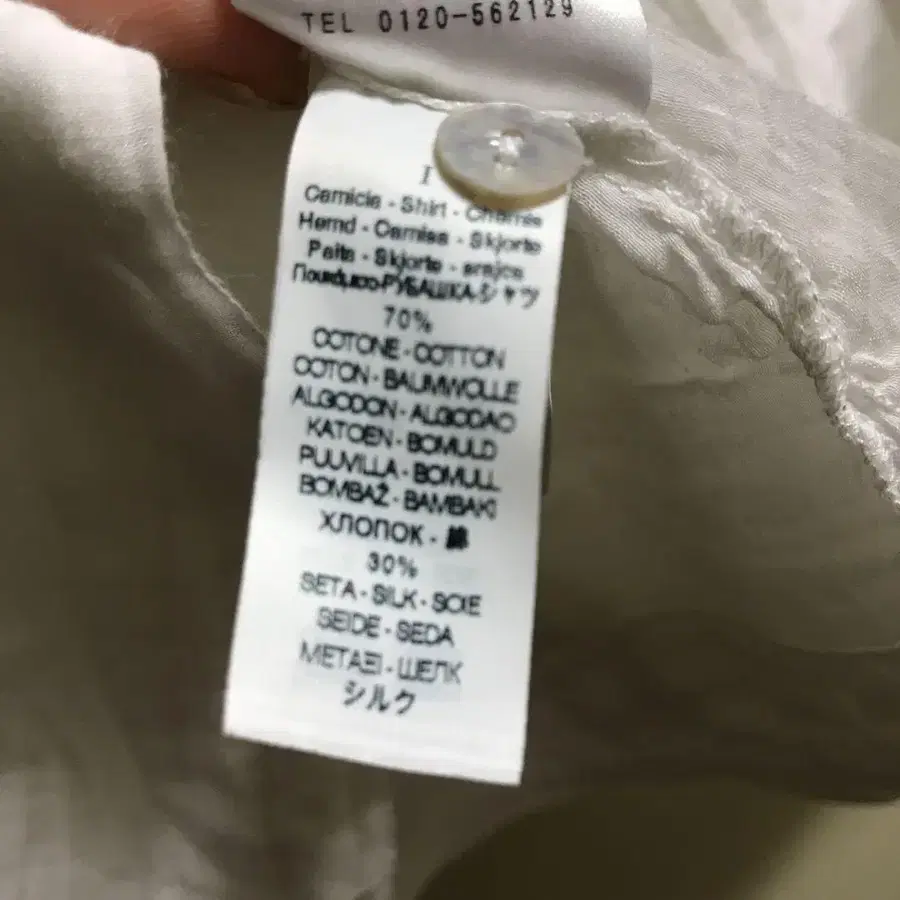 TEL 0120-562129
I
Camicia - Shirt - Chemise
Hemd - Camisa - Skjorte
Paita - Skjorte - srajca
Πουκάμισο-РУБАШКА-シャツ
70%
COTONE - COTTON
COTON - BAUMWOLLE
ALGODON - ALGODAO
KATOEN - BOMULD
PUUVILLA - BOMULL
BOMBAŽ - BAMBAKI
ХЛОПОК - 綿
30%
SETA - SILK - SOIE
SEIDE - SEDA
ΜΕΤΑΞΙ - ШЕЛК
シルク